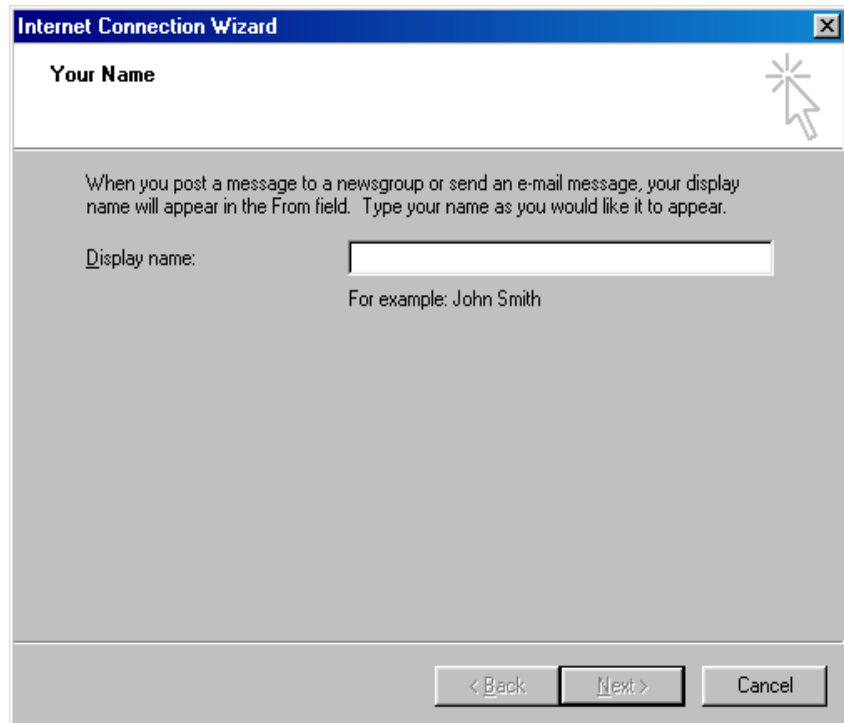 Internet Connection Wizard
Your Name
When you post a message to a newsgroup or send an e-mail message, your display
name will appear in the From field.  Type your name as you would like it to appear.
Display name:
For example: John Smith
< Back Next > Cancel